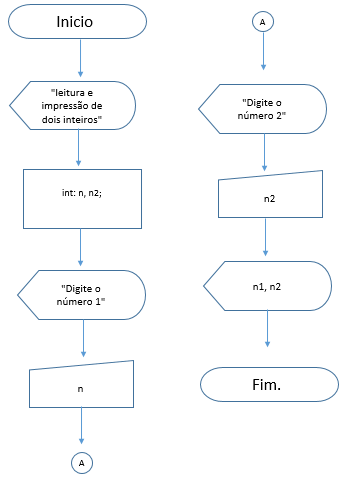 Inicio
"leitura e
impressão de
dois inteiros"
int: n, n2;
"Digite o
número 1"
n
A
A
"Digite o
número 2"
n2
n1, n2
Fim.